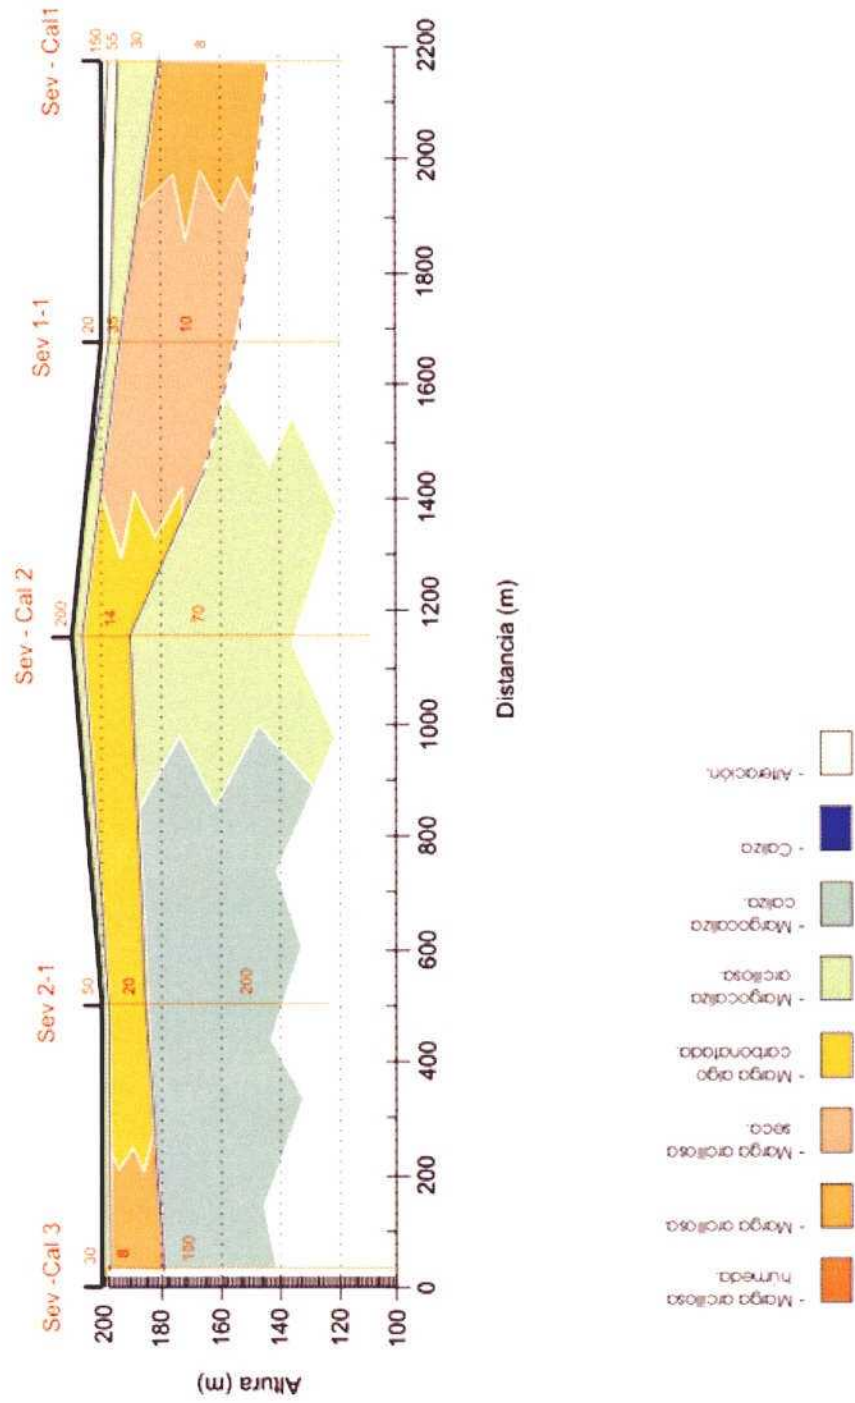 Sev -Cal 3
Sev 2-1
Sev - Cal 2
Sev 1-1
Sev - Cal1
30
50
200
20
150
55
30
8
8
20
14
35
10
200
70
200
180
160
140
120
100
Altura (m)
0
200
400
600
800
1000
1200
1400
1600
1800
2000
2200
Distancia (m)
- Marga arcillosa
humeda.
- Marga arcillosa.
- Marga arcillosa
seca.
- Marga algo
carbonatada.
- Margocaliza
arcillosa.
- Margocaliza
caliza.
- Caliza
- Alteración.